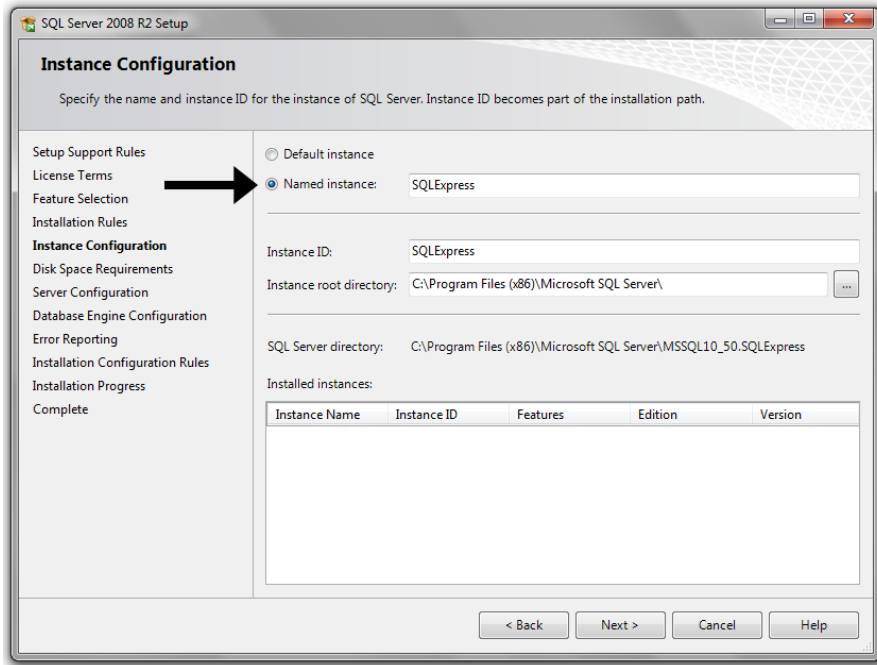 SQL Server 2008 R2 Setup
Instance Configuration
Specify the name and instance ID for the instance of SQL Server. Instance ID becomes part of the installation path.
Setup Support Rules
License Terms
Feature Selection
Installation Rules
Instance Configuration
Disk Space Requirements
Server Configuration
Database Engine Configuration
Error Reporting
Installation Configuration Rules
Installation Progress
Complete
Default instance
Named instance: SQLExpress
Instance ID: SQLExpress
Instance root directory: C:\Program Files (x86)\Microsoft SQL Server\ ...
SQL Server directory: C:\Program Files (x86)\Microsoft SQL Server\MSSQL10_50.SQLExpress
Installed instances:
Instance Name Instance ID Features Edition Version
< Back Next > Cancel Help